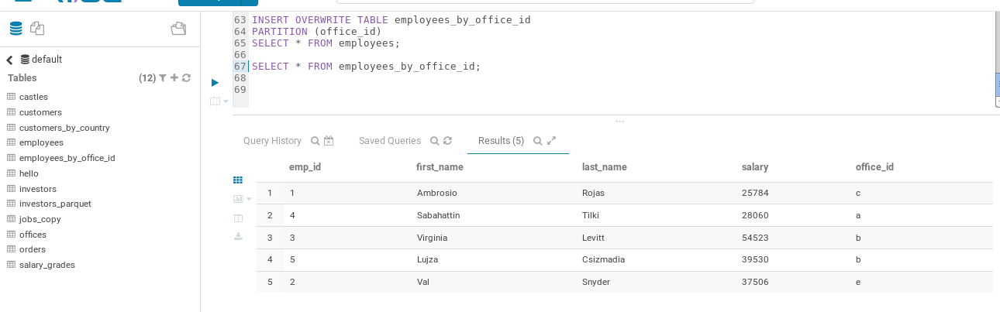 63 INSERT OVERWRITE TABLE employees_by_office_id
64 PARTITION (office_id)
65 SELECT * FROM employees;
66
67 SELECT * FROM employees_by_office_id;
68
69
default
Tables (12)
castles
customers
customers_by_country
employees
employees_by_office_id
hello
investors
investors_parquet
jobs_copy
offices
orders
salary_grades
Query History Saved Queries Results (5)
emp_id first_name last_name salary office_id
1 1 Ambrosio Rojas 25784 c
2 4 Sabahattin Tilki 28060 a
3 3 Virginia Levitt 54523 b
4 5 Lujza Csizmadia 39530 b
5 2 Val Snyder 37506 e